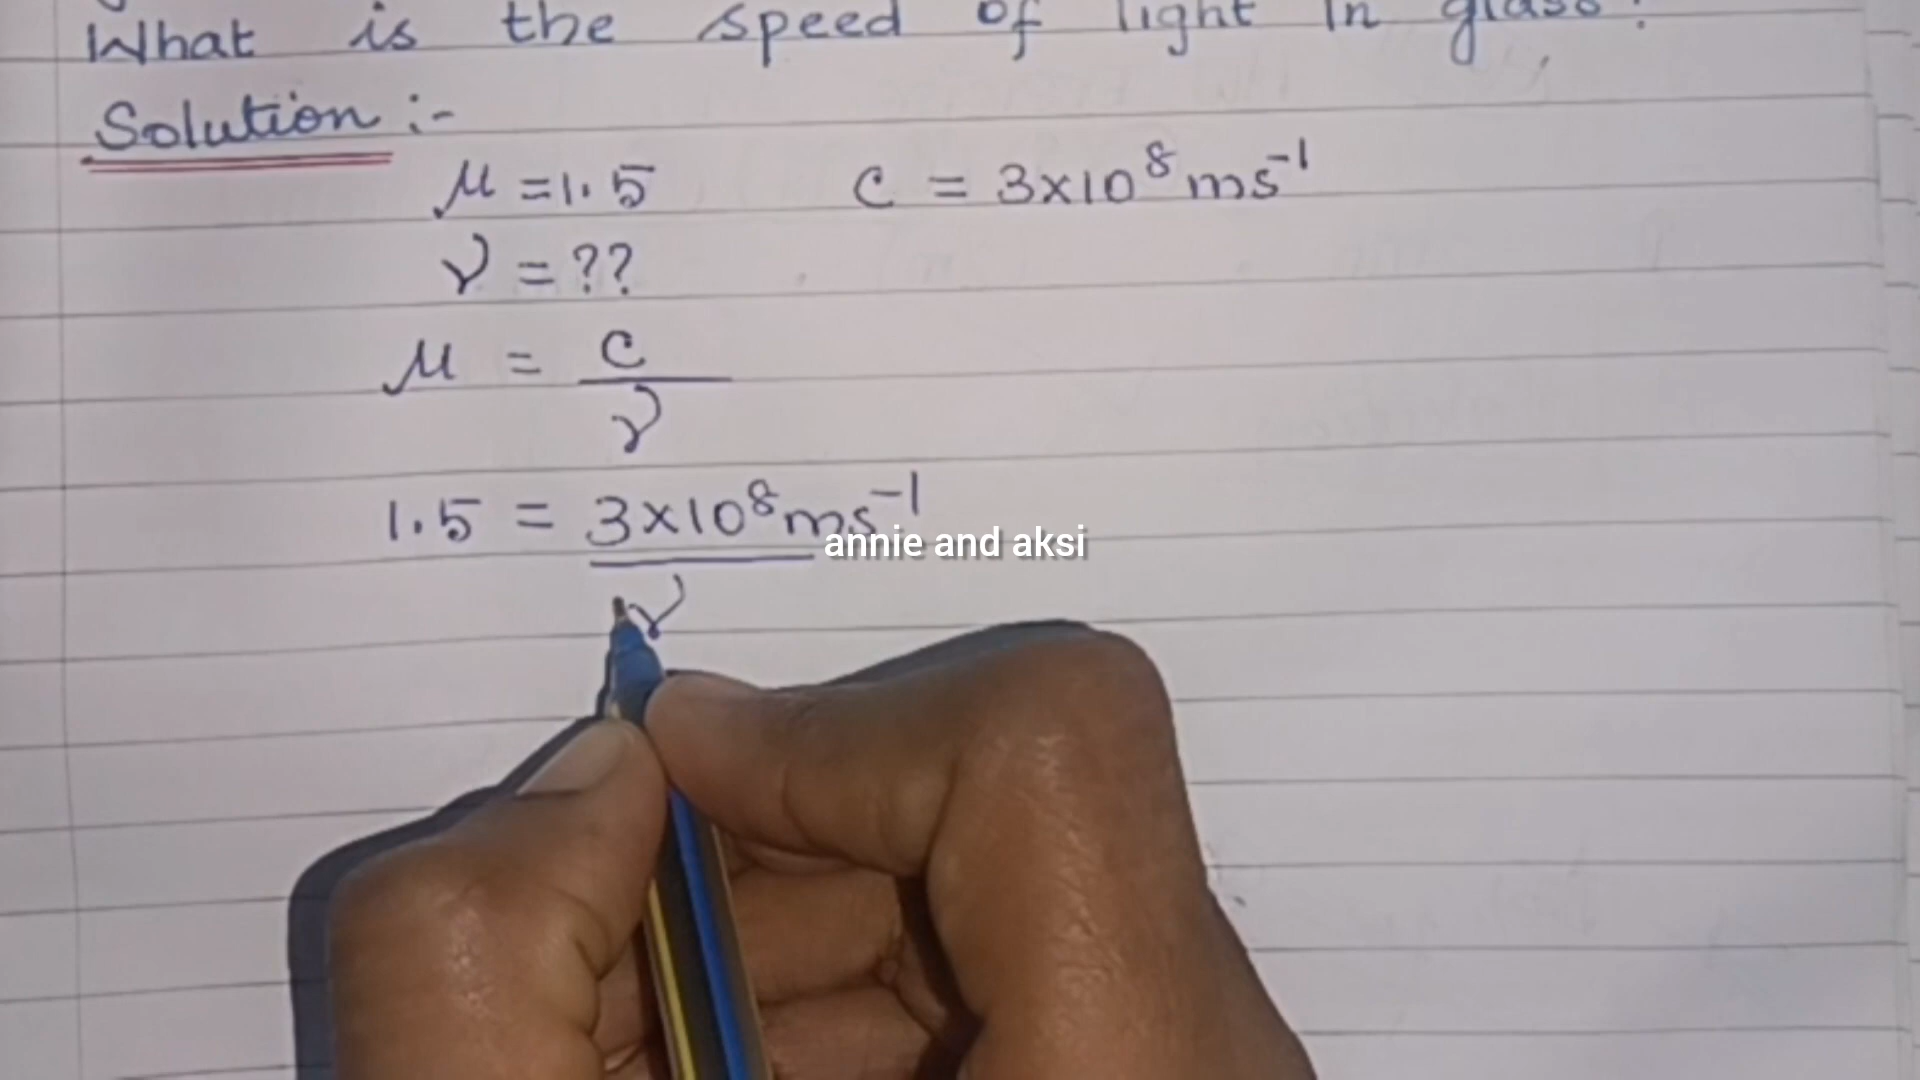 What is the speed of light in glass?
Solution :-
μ = 1.5 c = 3×10⁸ ms⁻¹
ν = ??
μ = c
ν
1.5 = 3×10⁸ ms⁻¹
ν
annie and aksi